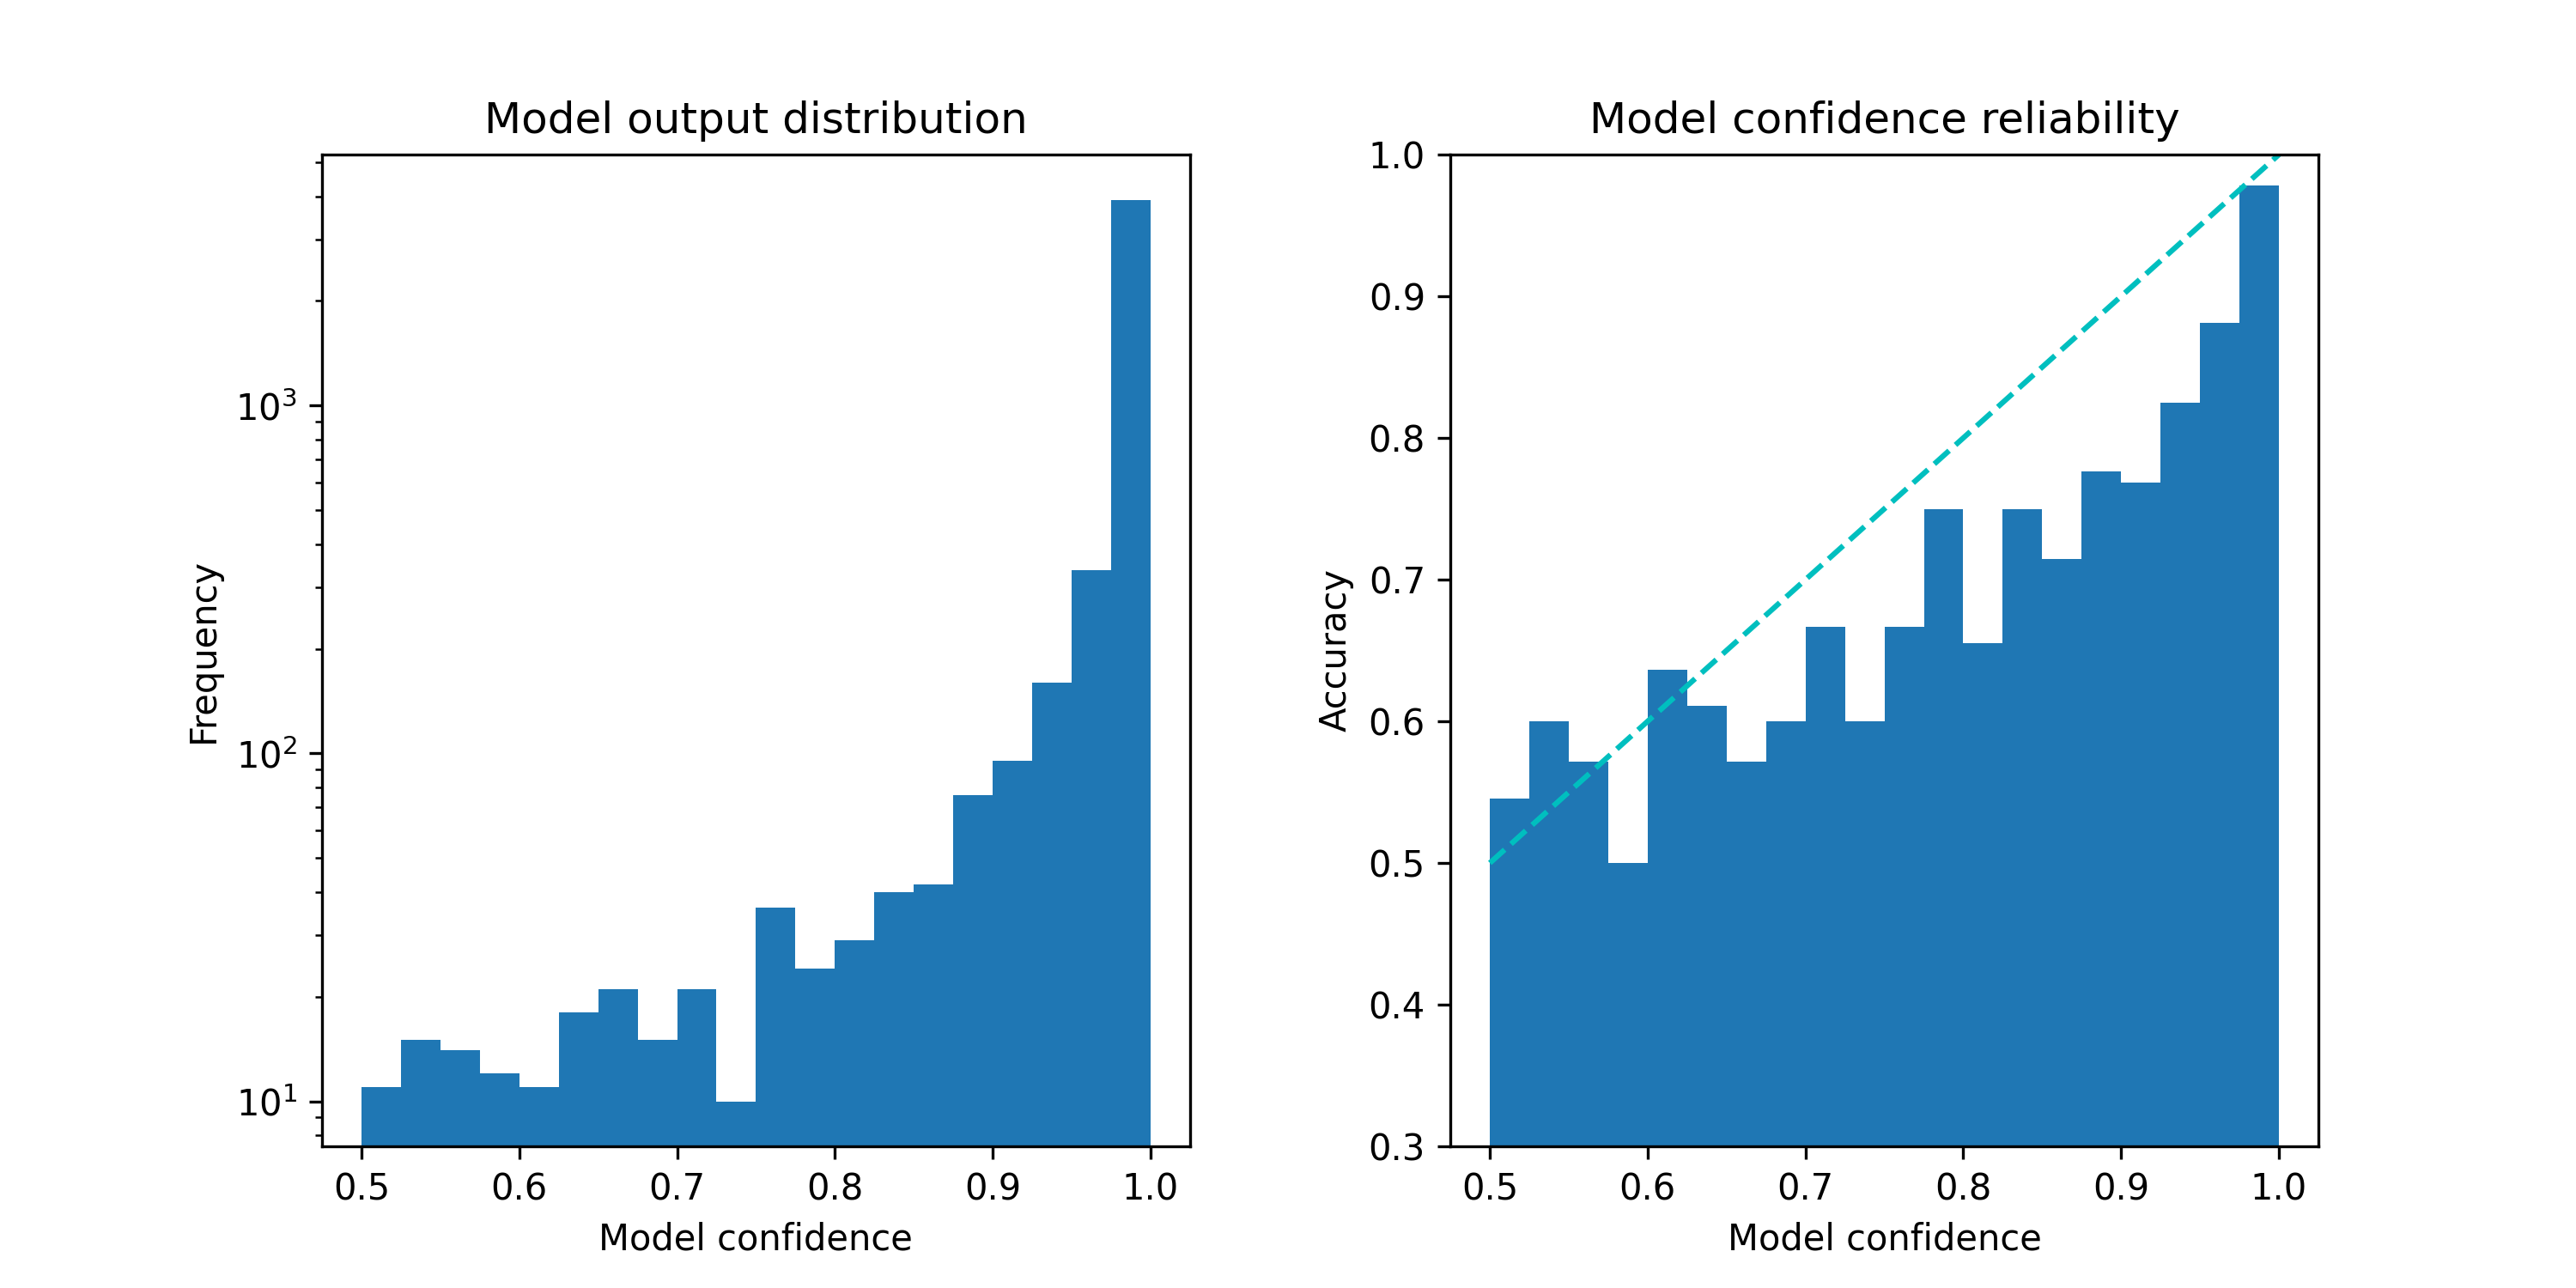 Model output distribution
Frequency
10³
10²
10¹
0.5 0.6 0.7 0.8 0.9 1.0
Model confidence
Model confidence reliability
Accuracy
1.0
0.9
0.8
0.7
0.6
0.5
0.4
0.3
0.5 0.6 0.7 0.8 0.9 1.0
Model confidence